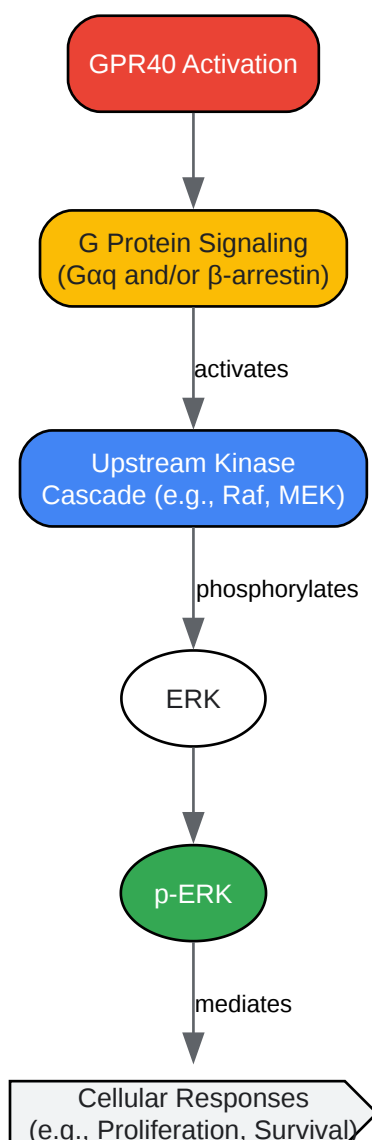 GPR40 Activation
G Protein Signaling
(Gαq and/or β-arrestin)
activates
Upstream Kinase
Cascade (e.g., Raf, MEK)
phosphorylates
ERK
p-ERK
mediates
Cellular Responses
(e.g., Proliferation, Survival)